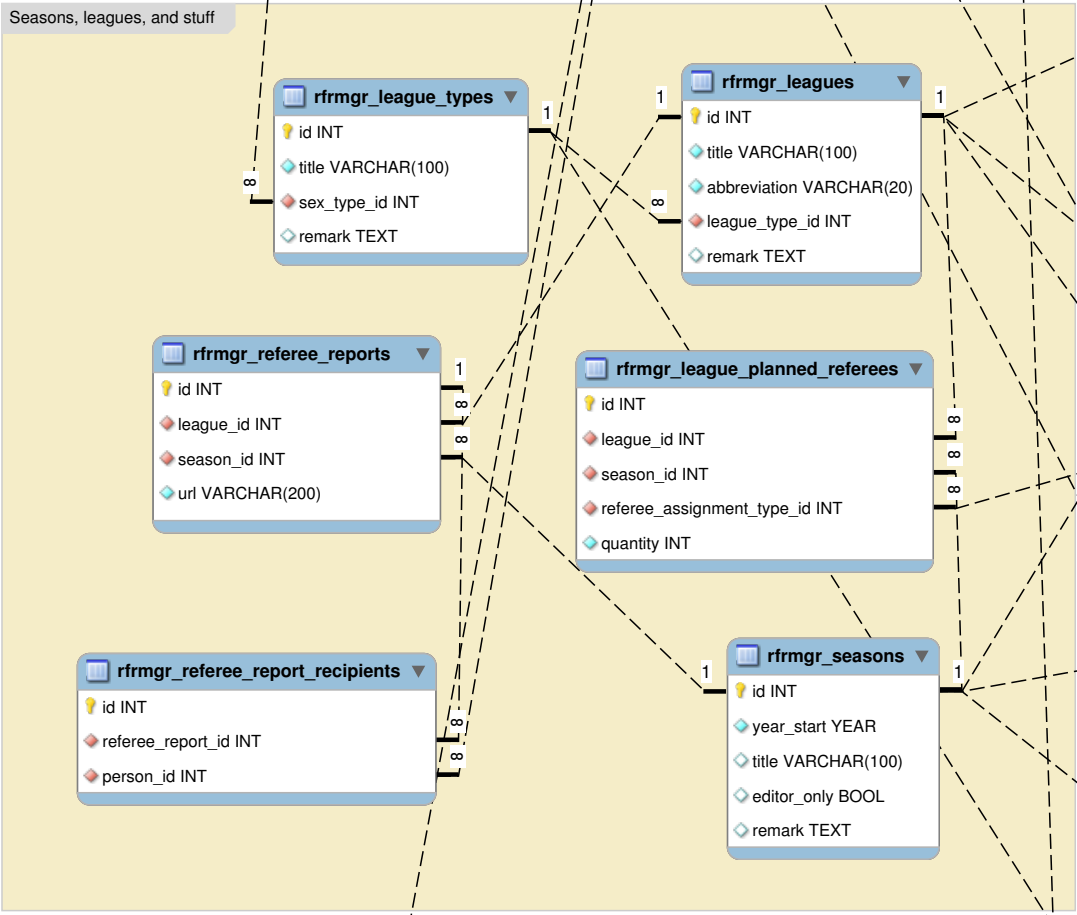 Seasons, leagues, and stuff
rfrmgr_league_types
id INT
title VARCHAR(100)
sex_type_id INT
remark TEXT
1
∞
rfrmgr_leagues
id INT
title VARCHAR(100)
abbreviation VARCHAR(20)
league_type_id INT
remark TEXT
1
1
∞
rfrmgr_referee_reports
id INT
league_id INT
season_id INT
url VARCHAR(200)
1
∞
∞
rfrmgr_league_planned_referees
id INT
league_id INT
season_id INT
referee_assignment_type_id INT
quantity INT
∞
∞
∞
rfrmgr_referee_report_recipients
id INT
referee_report_id INT
person_id INT
∞
∞
rfrmgr_seasons
id INT
year_start YEAR
title VARCHAR(100)
editor_only BOOL
remark TEXT
1
1